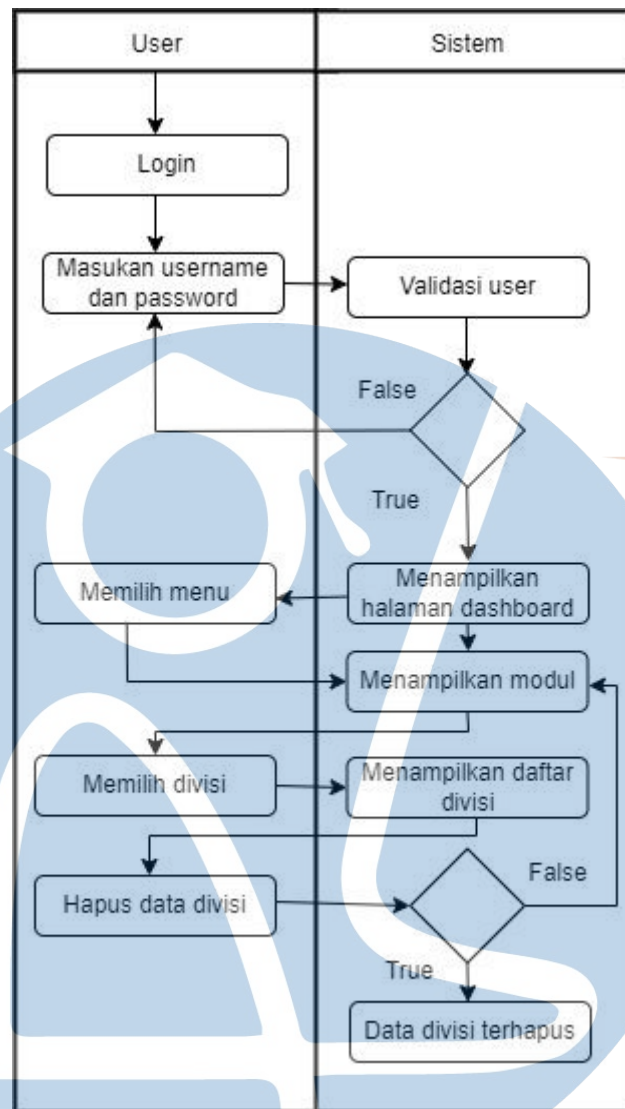 User
Sistem
Login
Masukan username
dan password
Validasi user
False
True
Menampilkan
halaman dashboard
Memilih menu
Menampilkan modul
Memilih divisi
Menampilkan daftar
divisi
Hapus data divisi
False
True
Data divisi terhapus